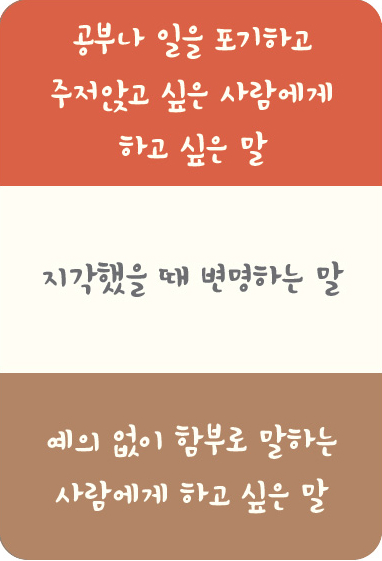 공부나 일을 포기하고
주저앉고 싶은 사람에게
하고 싶은 말
지각했을 때 변명하는 말
예의 없이 함부로 말하는
사람에게 하고 싶은 말